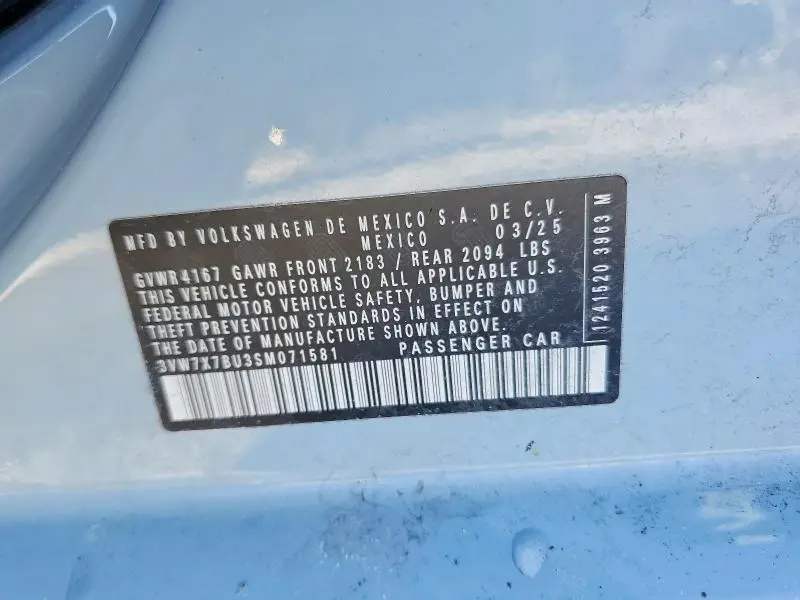 MFD BY VOLKSWAGEN DE MEXICO S.A. DE C.V.
MEXICO 03/25
GVWR4167 GAWR FRONT 2183 / REAR 2094 LBS
THIS VEHICLE CONFORMS TO ALL APPLICABLE U.S.
FEDERAL MOTOR VEHICLE SAFETY, BUMPER AND
THEFT PREVENTION STANDARDS IN EFFECT ON
THE DATE OF MANUFACTURE SHOWN ABOVE.
3VW7X7BU3SM071581 PASSENGER CAR
1241520 3963 M